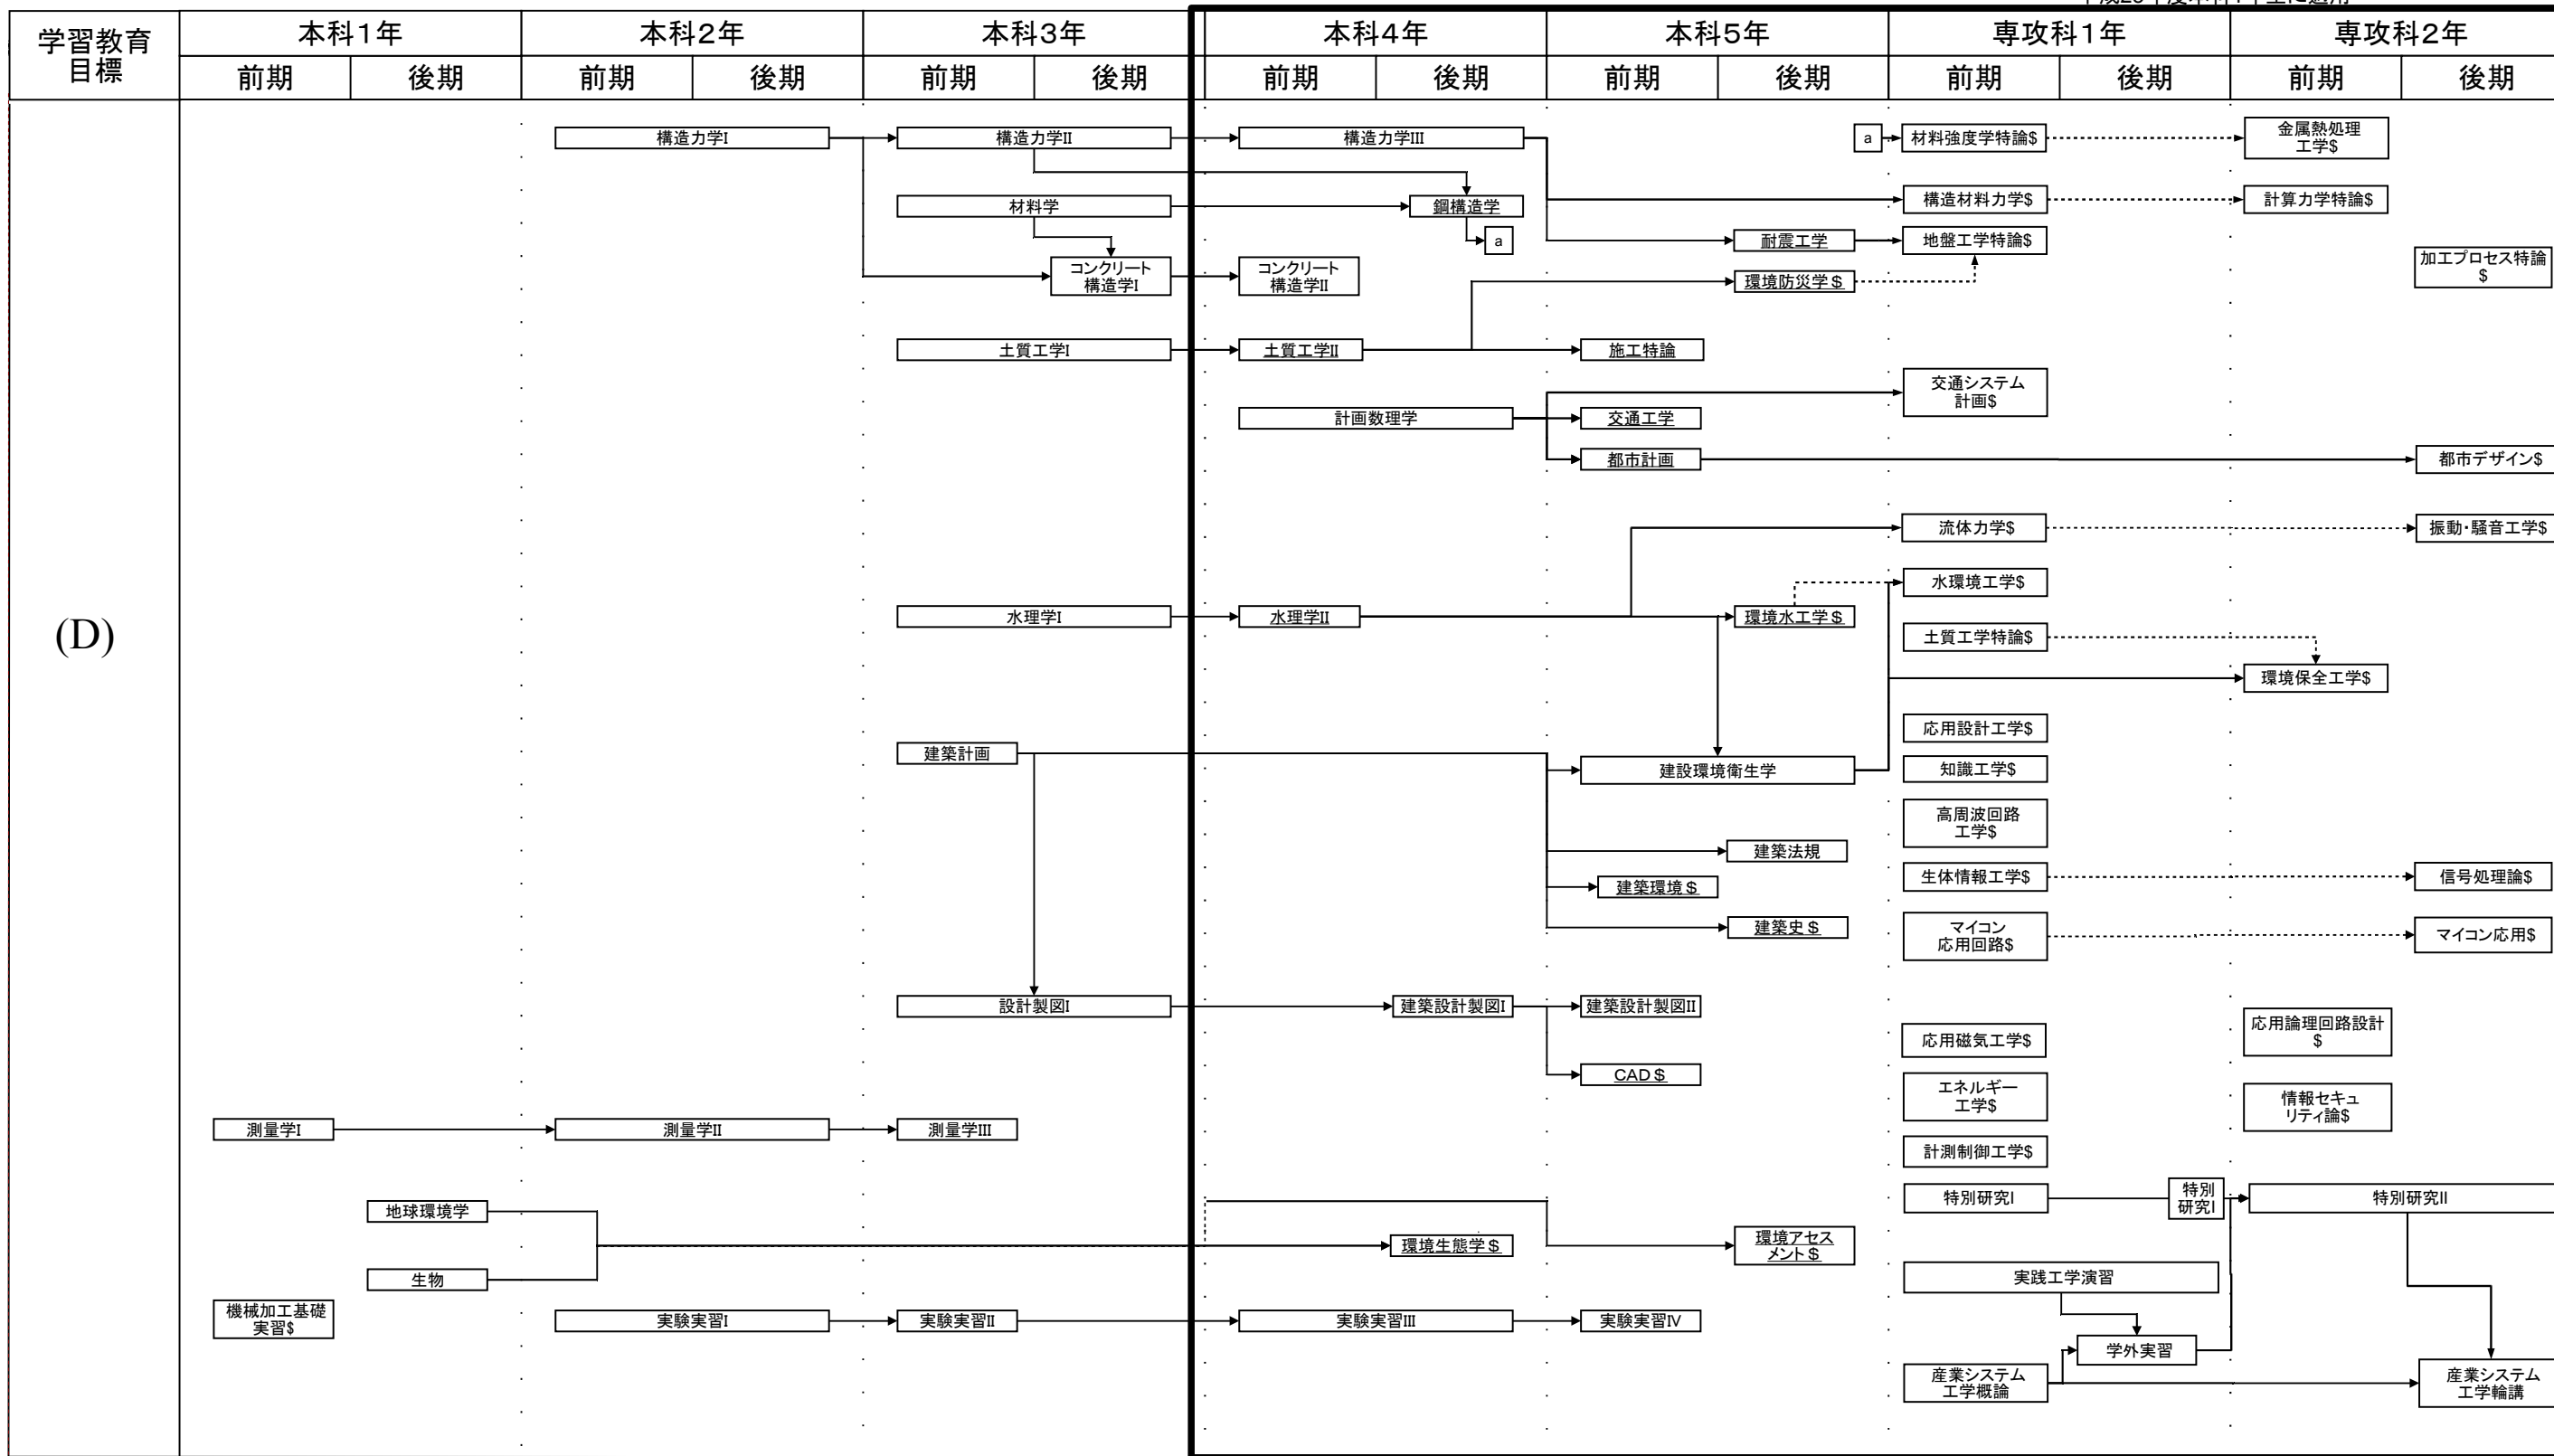 学習教育
目標
本科1年
本科2年
本科3年
本科4年
本科5年
専攻科1年
専攻科2年
前期
後期
前期
後期
前期
後期
前期
後期
前期
後期
前期
後期
前期
後期
(D)
構造力学I
構造力学II
構造力学III
a
材料強度学特論$
金属熱処理
工学$
材料学
鋼構造学
構造材料力学$
計算力学特論$
a
耐震工学
地盤工学特論$
コンクリート
構造学I
コンクリート
構造学II
環境防災学$
加工プロセス特論
$
土質工学I
土質工学II
施工特論
交通システム
計画$
計画数理学
交通工学
都市計画
都市デザイン$
流体力学$
振動・騒音工学$
水環境工学$
水理学I
水理学II
環境水工学$
土質工学特論$
環境保全工学$
応用設計工学$
建築計画
建設環境衛生学
知識工学$
高周波回路
工学$
建築法規
建築環境$
生体情報工学$
信号処理論$
建築史$
マイコン
応用回路$
マイコン応用$
設計製図I
建築設計製図I
建築設計製図II
応用磁気工学$
応用論理回路設計
$
CAD$
エネルギー
工学$
情報セキュ
リティ論$
測量学I
測量学II
測量学III
計測制御工学$
特別研究I
特別
研究I
特別研究II
地球環境学
環境生態学$
環境アセス
メント$
生物
実践工学演習
機械加工基礎
実習$
実験実習I
実験実習II
実験実習III
実験実習IV
学外実習
産業システム
工学概論
産業システム
工学輪講